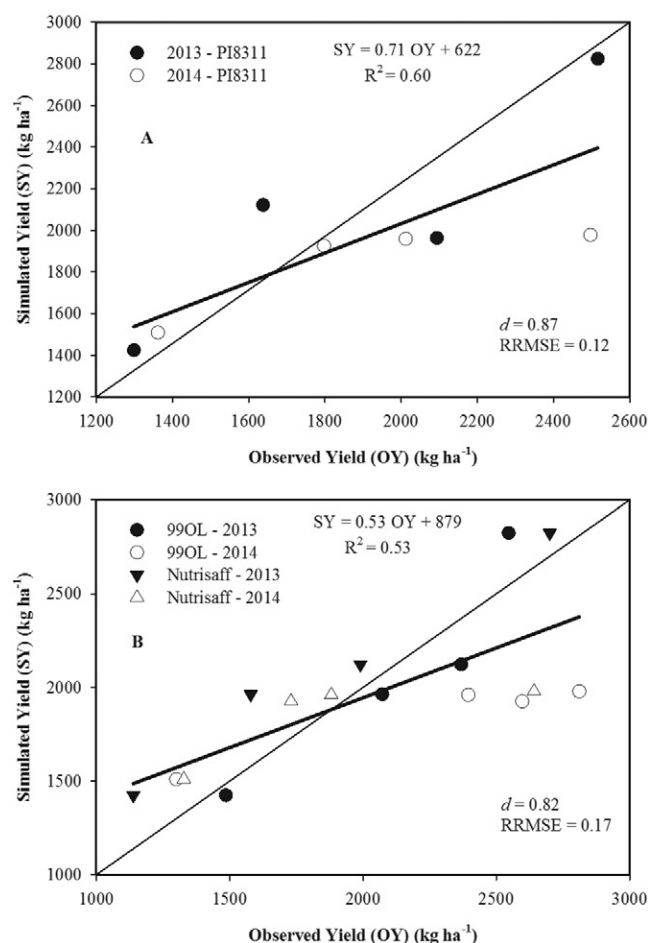 3000
2800
2600
2400
2200
2000
1800
1600
1400
1200
Simulated Yield (SY) (kg ha⁻¹)
2013 - PI8311
2014 - PI8311
SY = 0.71 OY + 622
R² = 0.60
A
d = 0.87
RRMSE = 0.12
1200 1400 1600 1800 2000 2200 2400 2600
Observed Yield (OY) (kg ha⁻¹)
3000
2500
2000
1500
1000
Simulated Yield (SY) (kg ha⁻¹)
99OL - 2013
99OL - 2014
Nutrisaff - 2013
Nutrisaff - 2014
SY = 0.53 OY + 879
R² = 0.53
B
d = 0.82
RRMSE = 0.17
1000 1500 2000 2500 3000
Observed Yield (OY) (kg ha⁻¹)